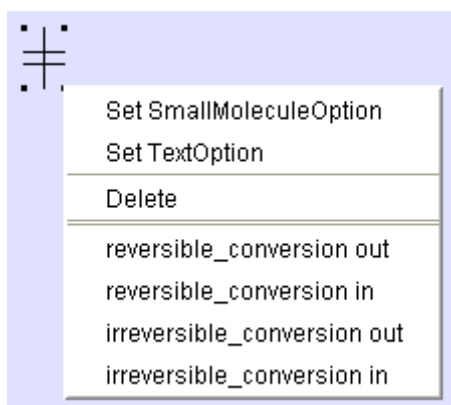 Set SmallMoleculeOption
Set TextOption
Delete
reversible_conversion out
reversible_conversion in
irreversible_conversion out
irreversible_conversion in